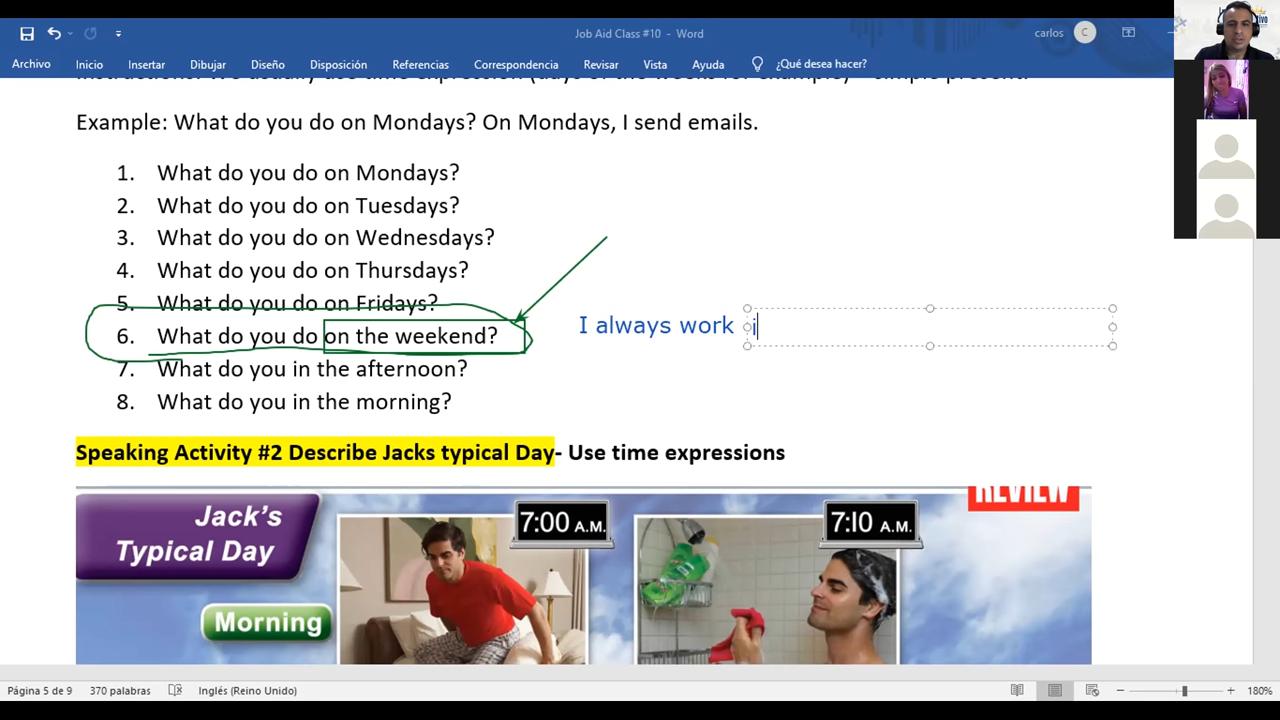 Job Aid Class #10 - Word
carlos
C
Archivo Inicio Insertar Dibujar Diseño Disposición Referencias Correspondencia Revisar Vista Ayuda ¿Qué desea hacer?
Example: What do you do on Mondays? On Mondays, I send emails.
1. What do you do on Mondays?
2. What do you do on Tuesdays?
3. What do you do on Wednesdays?
4. What do you do on Thursdays?
5. What do you do on Fridays?
6. What do you do on the weekend?
I always work i
7. What do you in the afternoon?
8. What do you in the morning?
Speaking Activity #2 Describe Jacks typical Day- Use time expressions
REVIEW
Jack's
Typical Day
7:00 A.M.
7:10 A.M.
Morning
Página 5 de 9 370 palabras Inglés (Reino Unido) 180%